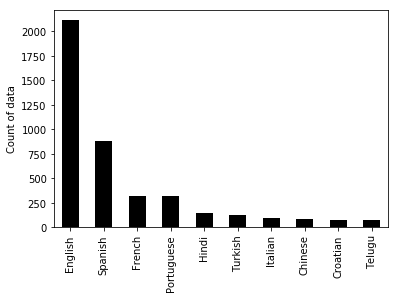 Count of data
2000
1750
1500
1250
1000
750
500
250
0
English
Spanish
French
Portuguese
Hindi
Turkish
Italian
Chinese
Croatian
Telugu